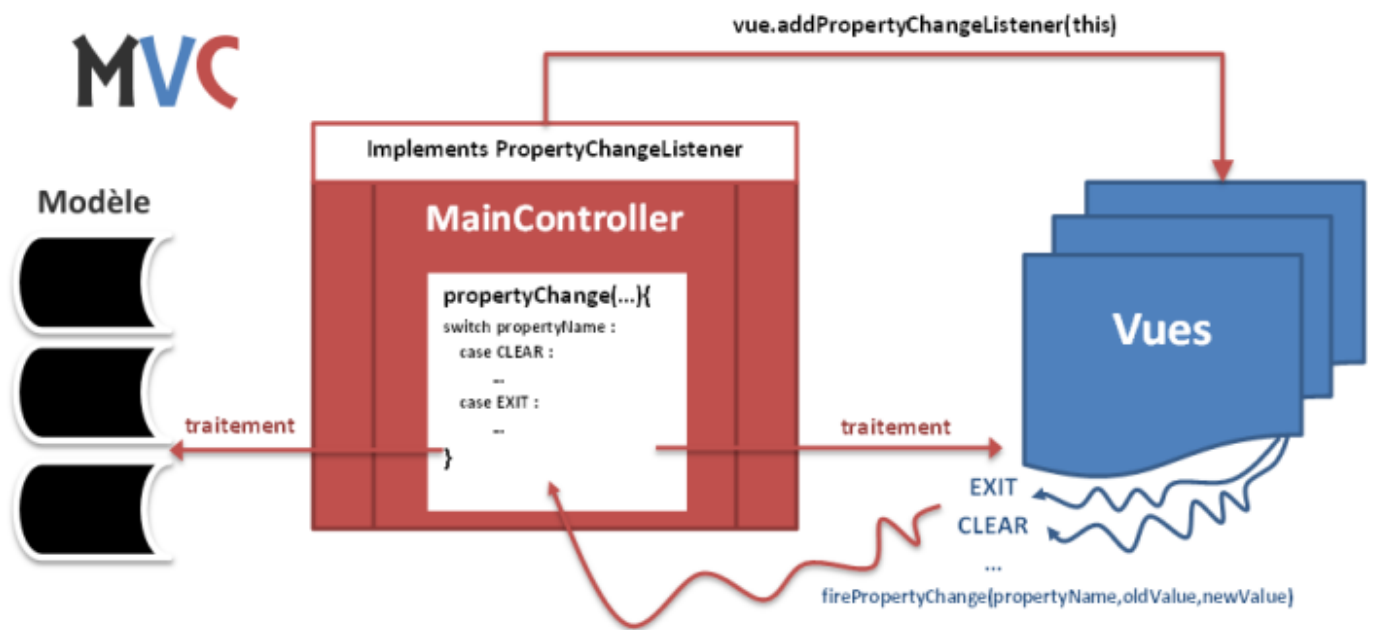 MVC
vue.addPropertyChangeListener(this)
Implements PropertyChangeListener
Modèle
MainController
propertyChange(...){
switch propertyName :
case CLEAR :
...
case EXIT :
...
}
traitement
traitement
Vues
EXIT
CLEAR
...
firePropertyChange(propertyName,oldValue,newValue)